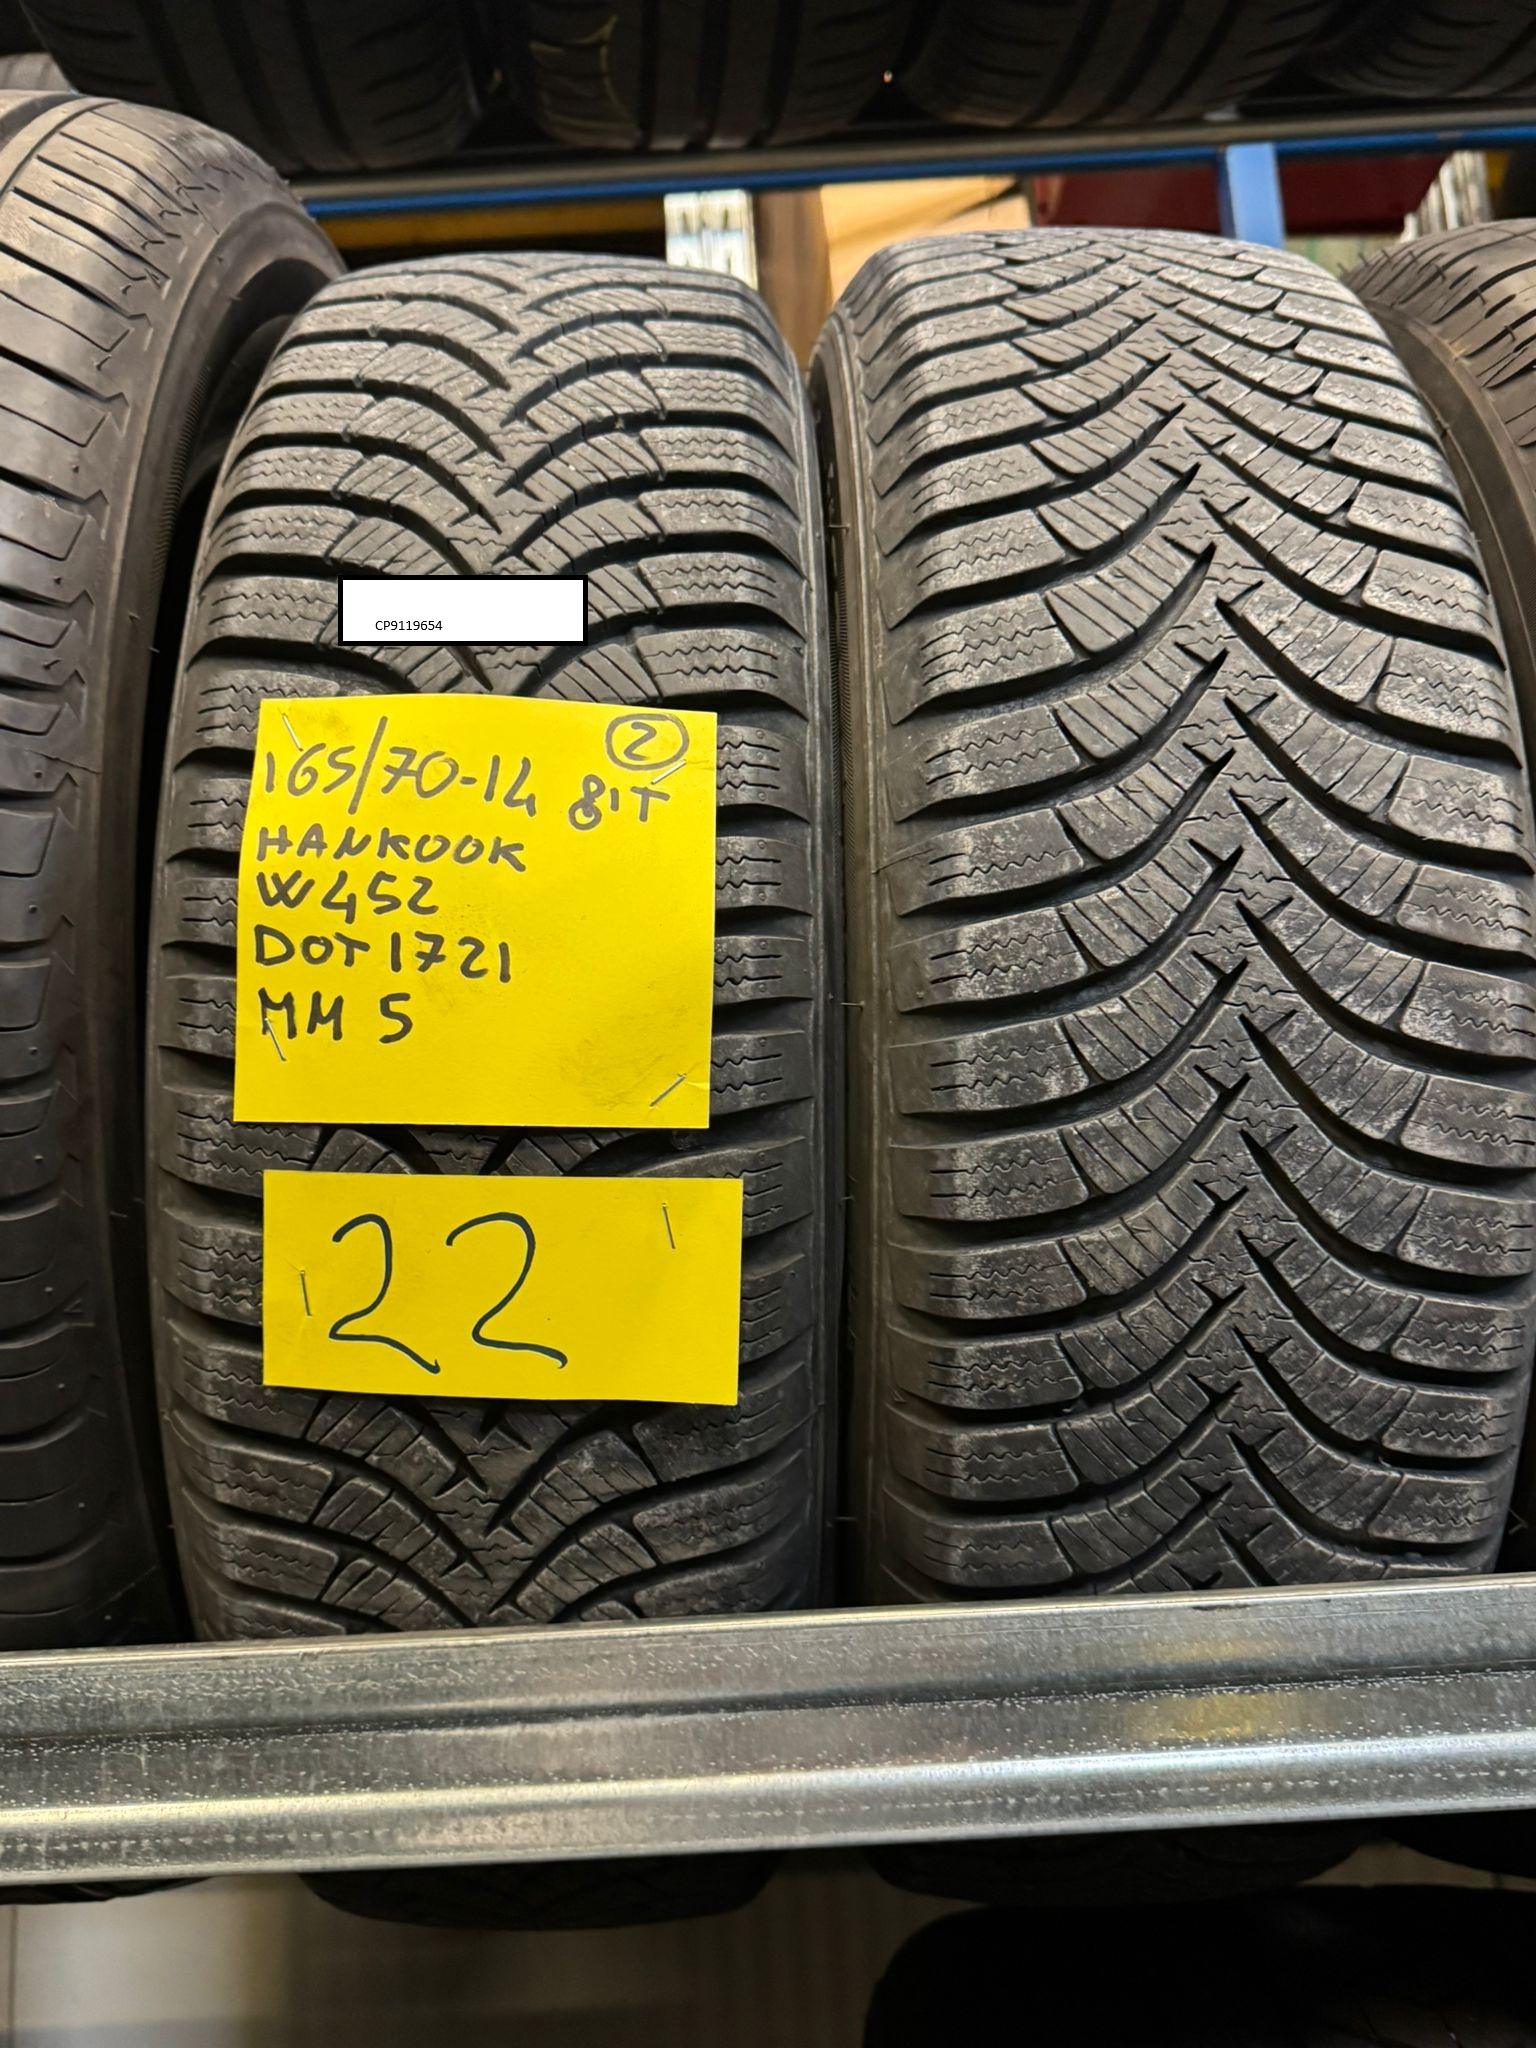 CP9119654
2
165/70-14 81T
HANKOOK
W452
DOT 1721
MM 5
22